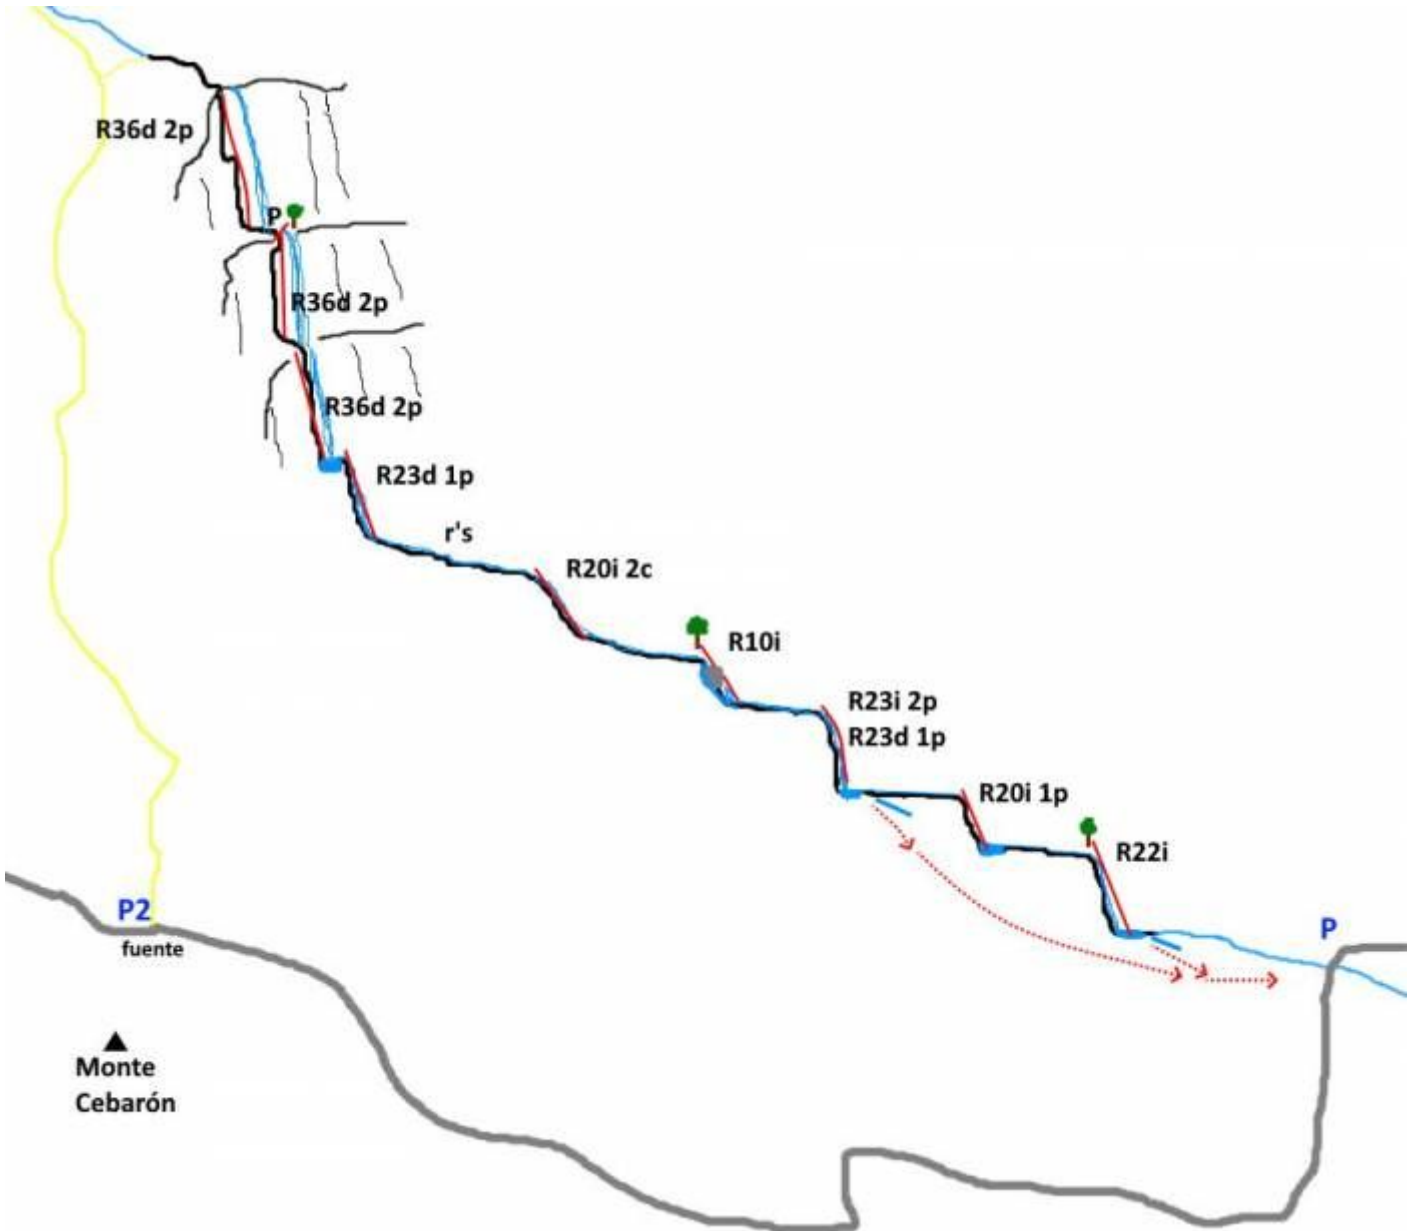 R36d 2p
P
R36d 2p
R36d 2p
R23d 1p
r's
R20i 2c
R10i
R23i 2p
R23d 1p
R20i 1p
R22i
P2
P
fuente
Monte
Cebarón